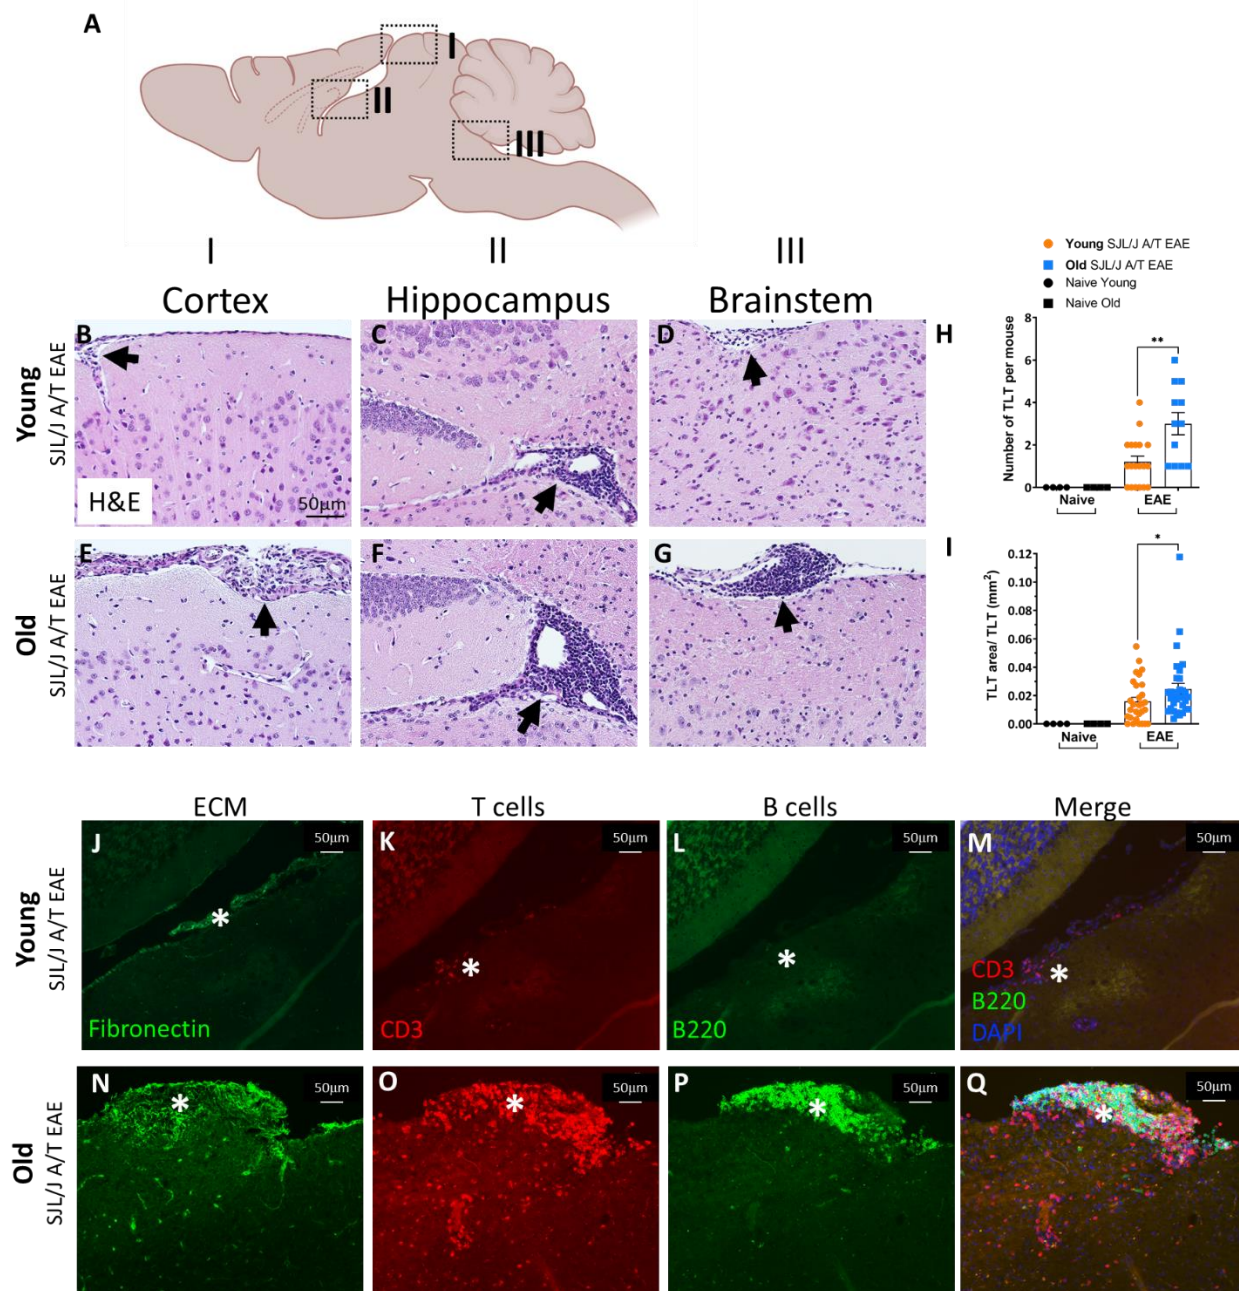 A
I
II
III
I
II
III
Cortex
Hippocampus
Brainstem
Young
SJL/J A/T EAE
B
H&E
50µm
C
D
Old
SJL/J A/T EAE
E
F
G
Young SJL/J A/T EAE
Old SJL/J A/T EAE
Naive Young
Naive Old
H
Number of TLT per mouse
8
6
4
2
0
**
Naive
EAE
I
TLT area/ TLT (mm²)
0.12
0.10
0.08
0.06
0.04
0.02
0.00
*
Naive
EAE
ECM
T cells
B cells
Merge
Young
SJL/J A/T EAE
J
50µm
*
Fibronectin
K
50µm
*
CD3
L
50µm
*
B220
M
50µm
*
CD3
B220
DAPI
Old
SJL/J A/T EAE
N
50µm
*
O
50µm
*
P
50µm
*
Q
50µm
*